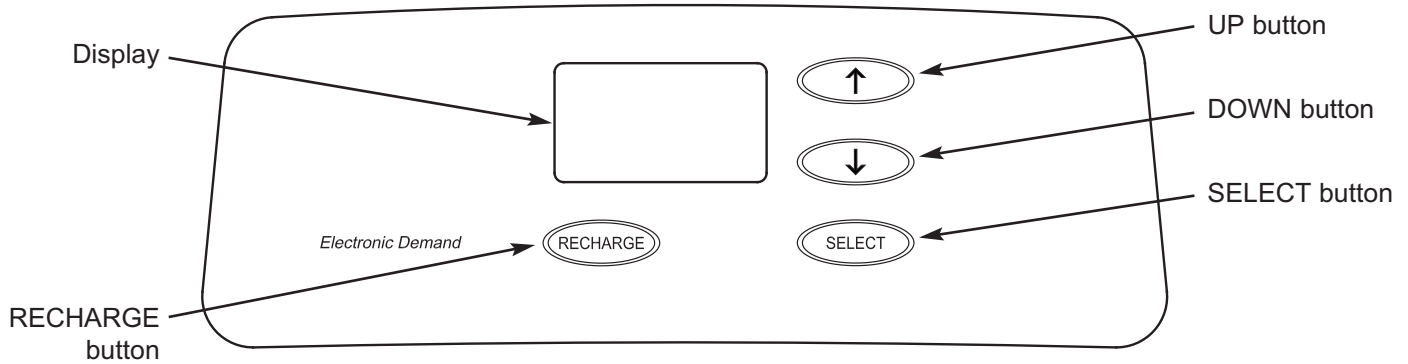 UP button
Display
↑
DOWN button
↓
SELECT button
Electronic Demand
RECHARGE
SELECT
RECHARGE
button